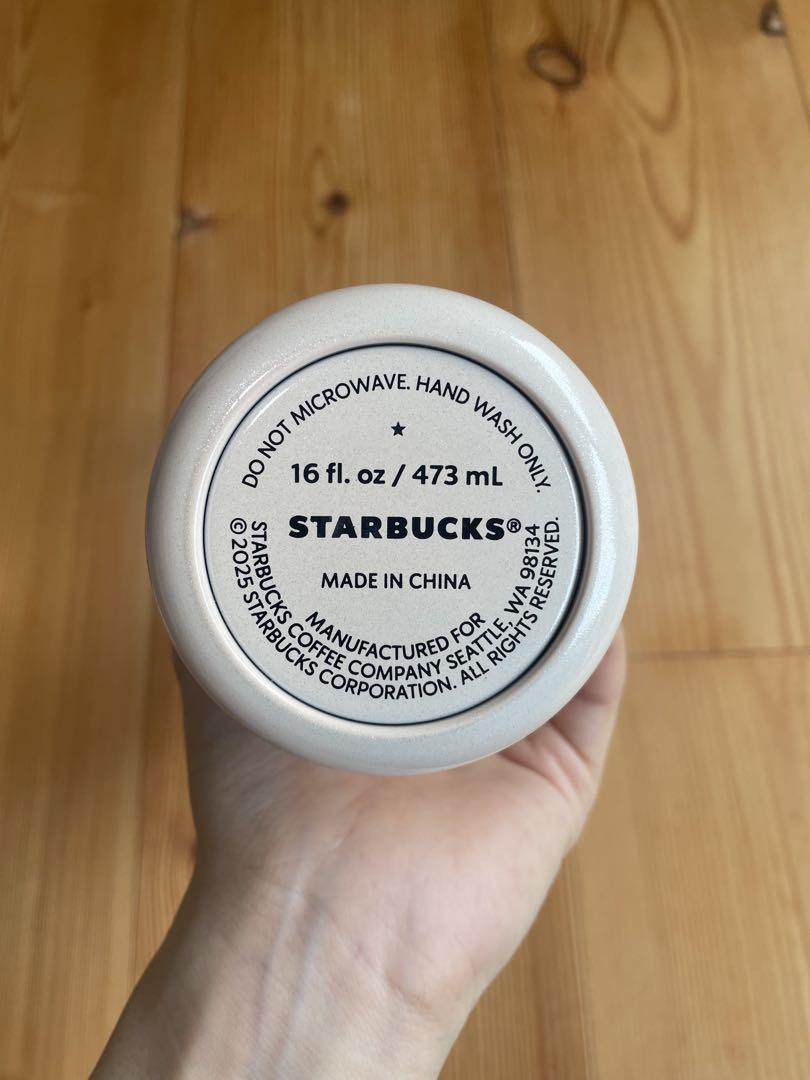 DO NOT MICROWAVE. HAND WASH ONLY.
16 fl. oz / 473 mL
STARBUCKS®
MADE IN CHINA
MANUFACTURED FOR
STARBUCKS COFFEE COMPANY SEATTLE, WA 98134
© 2025 STARBUCKS CORPORATION. ALL RIGHTS RESERVED.